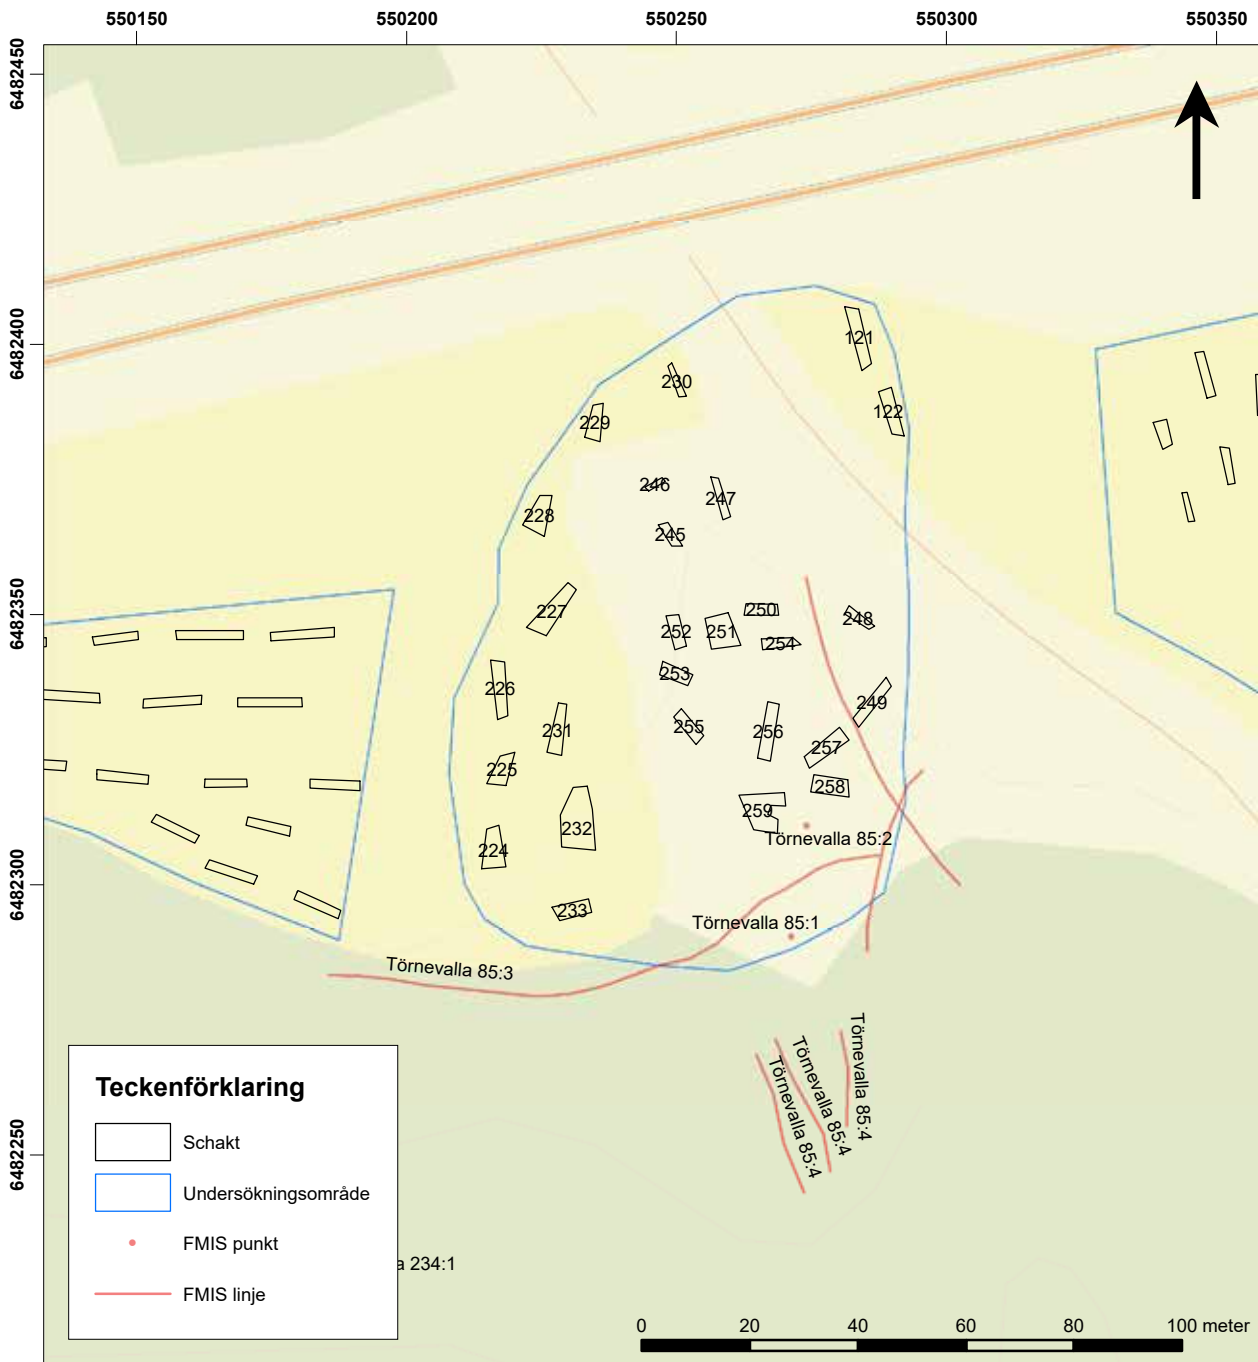 550150 550200 550250 550300 550350
6482450
6482400
6482350
6482300
6482250
121
230
122
229
246
247
228
245
227
250
248
252
251
254
253
226
249
255
231
256
257
225
258
259
232
Törnevalla 85:2
224
233
Törnevalla 85:1
Törnevalla 85:3
Törnevalla 85:4
Törnevalla 85:4
Törnevalla 85:4
a 234:1
Teckenförklaring
Schakt
Undersökningsområde
FMIS punkt
FMIS linje
0 20 40 60 80 100 meter